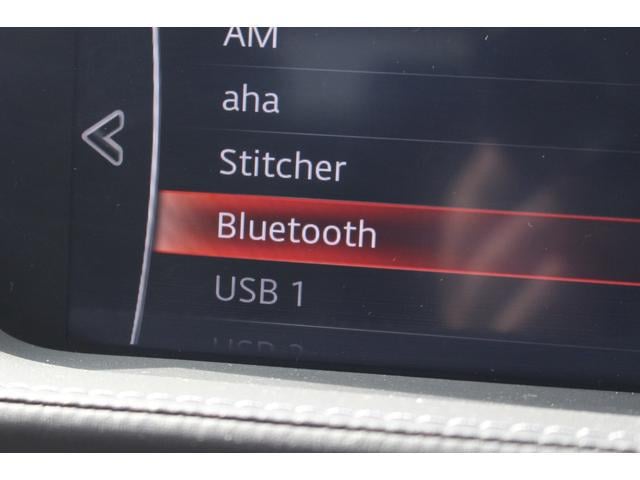 AM
aha
Stitcher
Bluetooth
USB 1